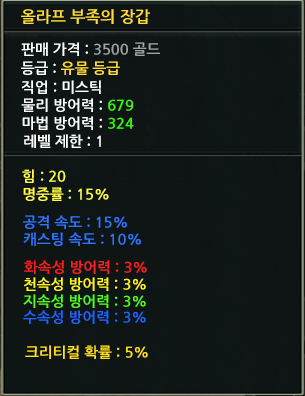 올라프 부족의 장갑
판매 가격 : 3500 골드
등급 : 유물 등급
직업 : 미스틱
물리 방어력 : 679
마법 방어력 : 324
레벨 제한 : 1
힘 : 20
명중률 : 15%
공격 속도 : 15%
캐스팅 속도 : 10%
화속성 방어력 : 3%
천속성 방어력 : 3%
지속성 방어력 : 3%
수속성 방어력 : 3%
크리티컬 확률 : 5%